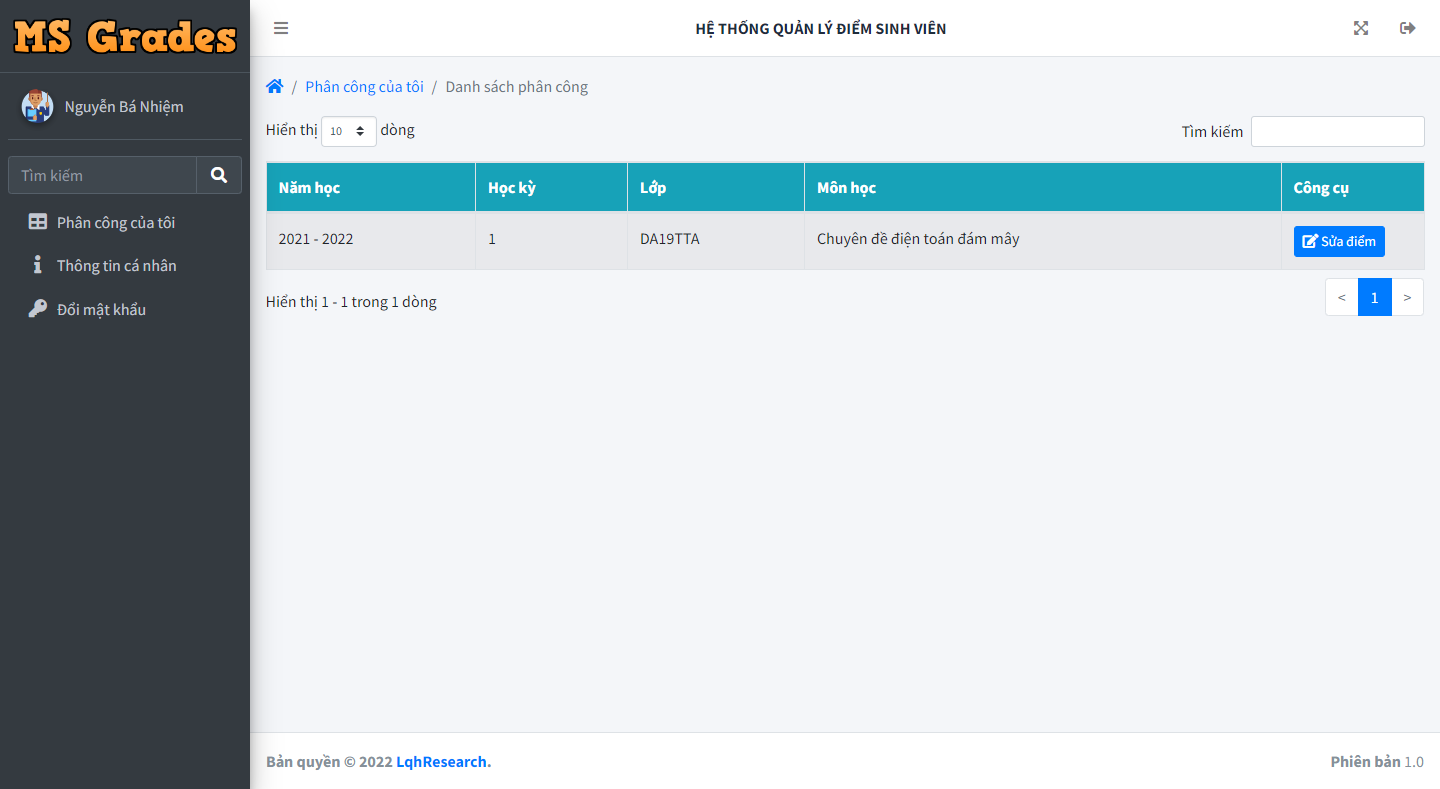 MS Grades
HỆ THỐNG QUẢN LÝ ĐIỂM SINH VIÊN
Nguyễn Bá Nhiệm
Tìm kiếm
Phân công của tôi
Thông tin cá nhân
Đổi mật khẩu
/ Phân công của tôi / Danh sách phân công
Hiển thị 10 dòng
Tìm kiếm
Năm học Học kỳ Lớp Môn học Công cụ
2021 - 2022 1 DA19TTA Chuyên đề điện toán đám mây Sửa điểm
Hiển thị 1 - 1 trong 1 dòng
< 1 >
Bản quyền © 2022 LqhResearch.
Phiên bản 1.0